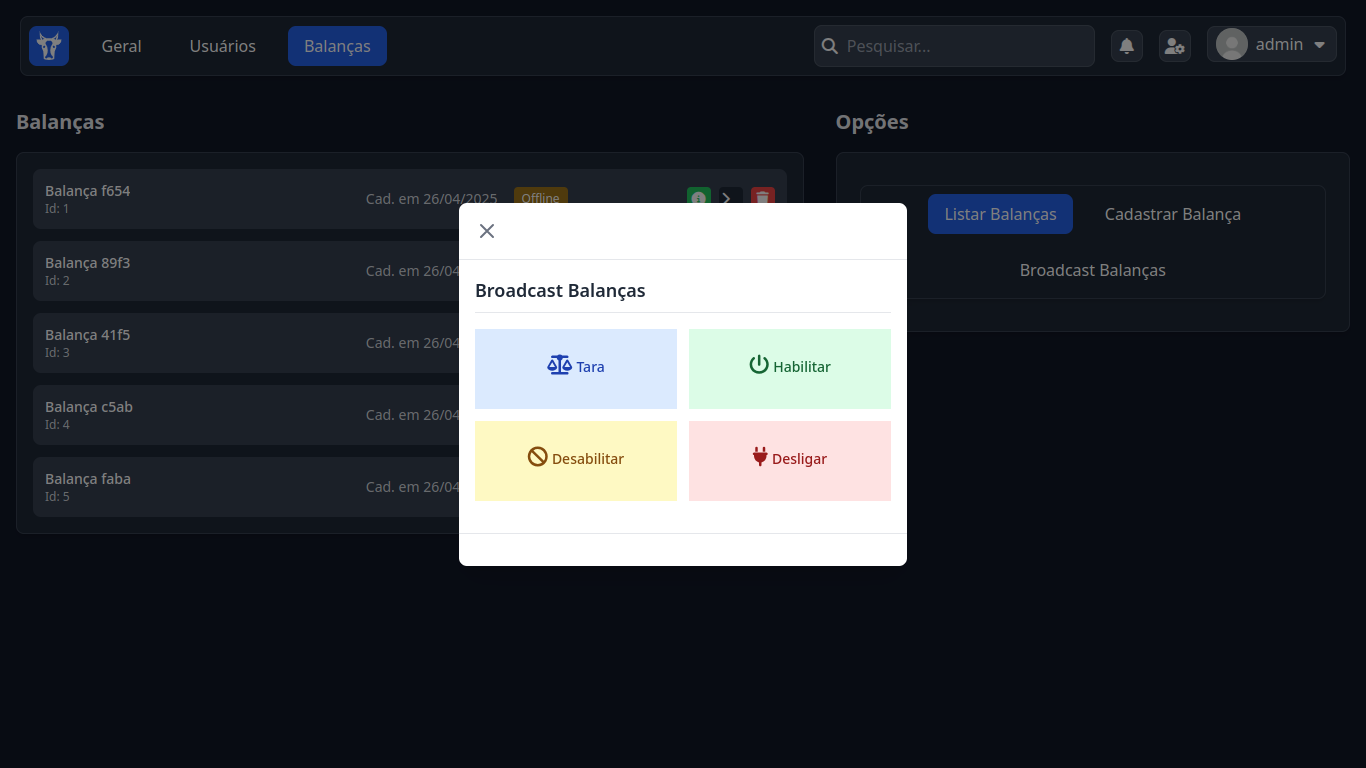 Geral Usuários Balanças Pesquisar... admin
Balanças
Opções
Balança f654
Id: 1
Cad. em 26/04/2025 Offline
Balança 89f3
Id: 2
Cad. em 26/04
Balança 41f5
Id: 3
Cad. em 26/04
Balança c5ab
Id: 4
Cad. em 26/04
Balança faba
Id: 5
Cad. em 26/04
Listar Balanças Cadastrar Balança
Broadcast Balanças
Broadcast Balanças
Tara Habilitar
Desabilitar Desligar